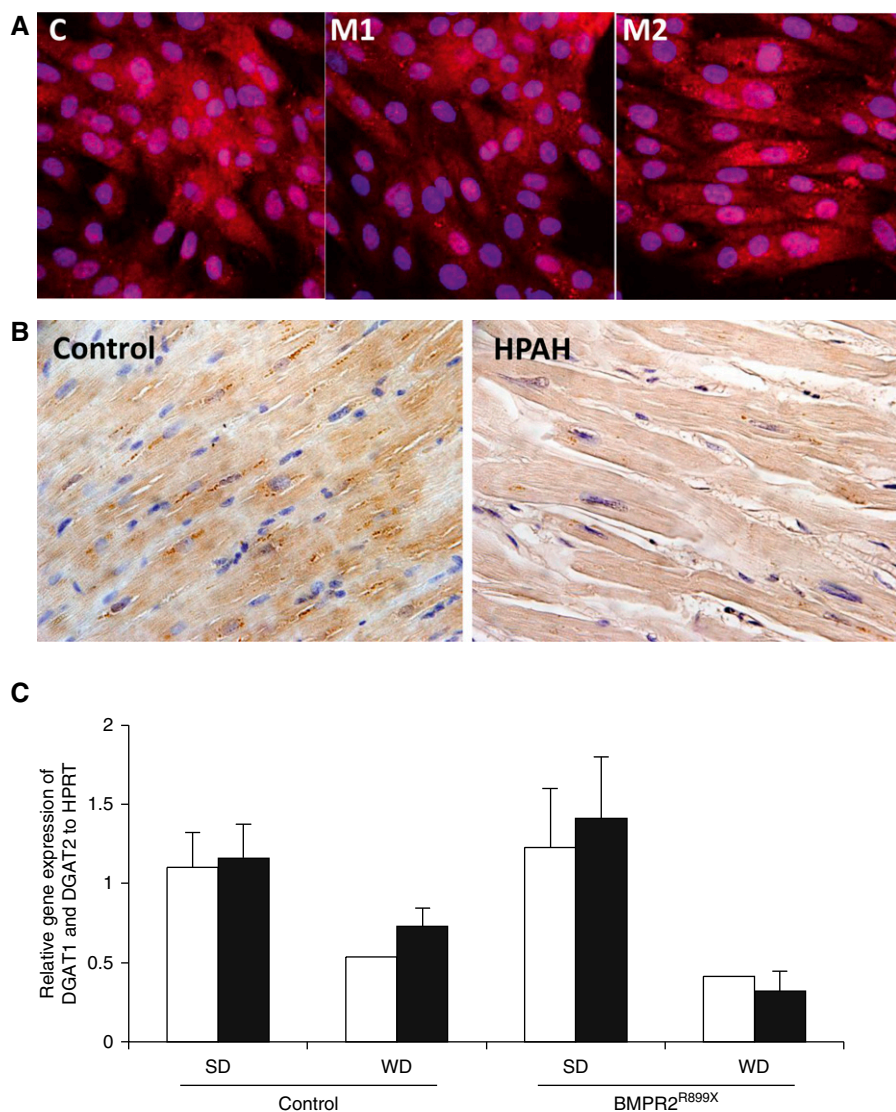 A
C
M1
M2
B
Control
HPAH
C
Relative gene expression of
DGAT1 and DGAT2 to HPRT
2
1.5
1
0.5
0
SD
WD
SD
WD
Control
BMPR2R899X